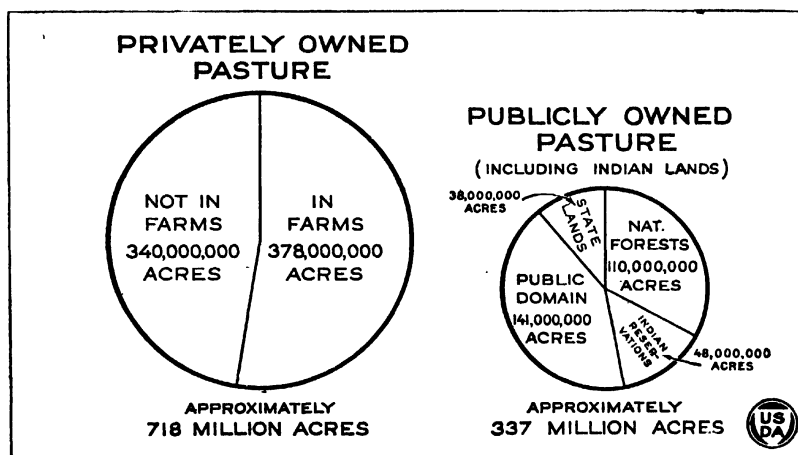 PRIVATELY OWNED
PASTURE
NOT IN
FARMS
340,000,000
ACRES
IN
FARMS
378,000,000
ACRES
APPROXIMATELY
718 MILLION ACRES
PUBLICLY OWNED
PASTURE
(INCLUDING INDIAN LANDS)
38,000,000
ACRES
STATE
LANDS
NAT.
FORESTS
110,000,000
ACRES
PUBLIC
DOMAIN
141,000,000
ACRES
INDIAN
RESER-
VATIONS
48,000,000
ACRES
APPROXIMATELY
337 MILLION ACRES
US
DA